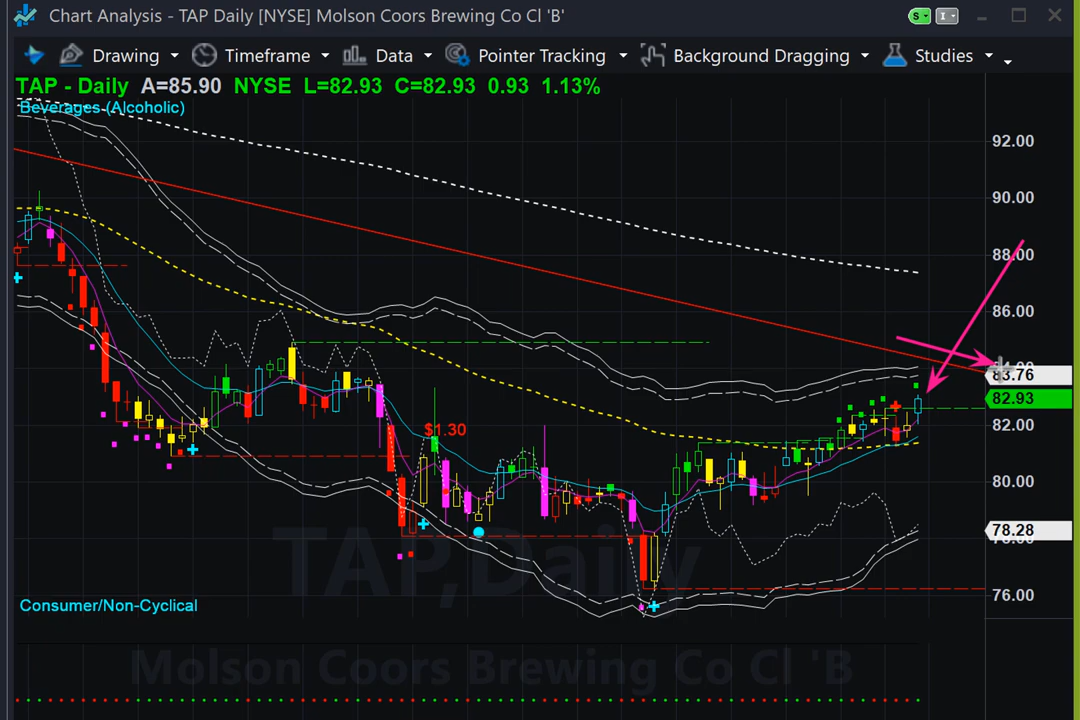 Chart Analysis - TAP Daily [NYSE] Molson Coors Brewing Co Cl 'B'
S
I
Drawing
Timeframe
Data
Pointer Tracking
Background Dragging
Studies
TAP - Daily A=85.90 NYSE L=82.93 C=82.93 0.93 1.13%
Beverages-(Alcoholic)
92.00
90.00
88.00
86.00
83.76
82.93
82.00
$1.30
80.00
78.28
TAP,Daily
76.00
Consumer/Non-Cyclical
Molson Coors Brewing Co Cl 'B